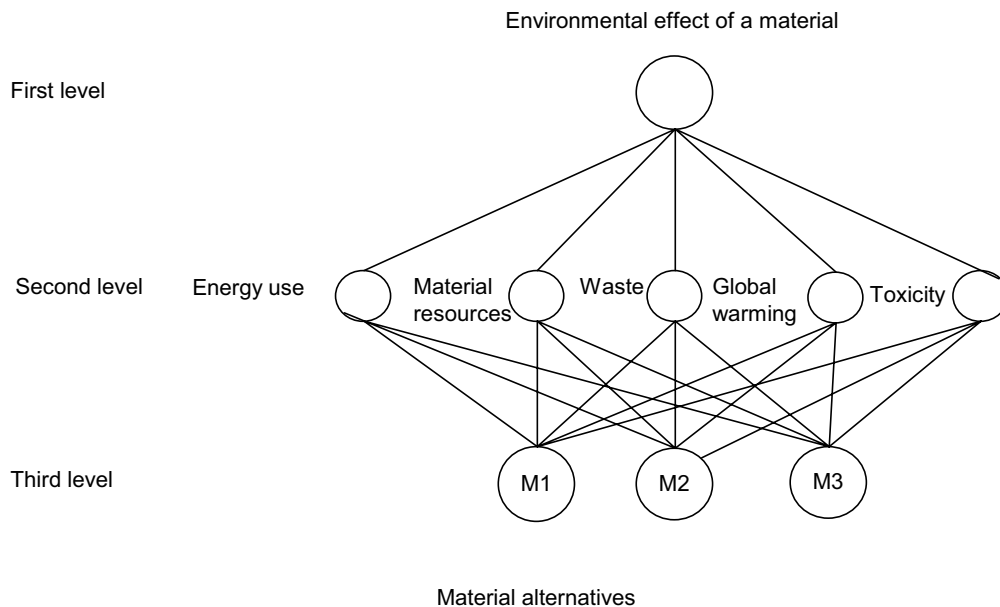 Environmental effect of a material
First level
Second level
Energy use
Material
resources
Waste
Global
warming
Toxicity
Third level
M1
M2
M3
Material alternatives